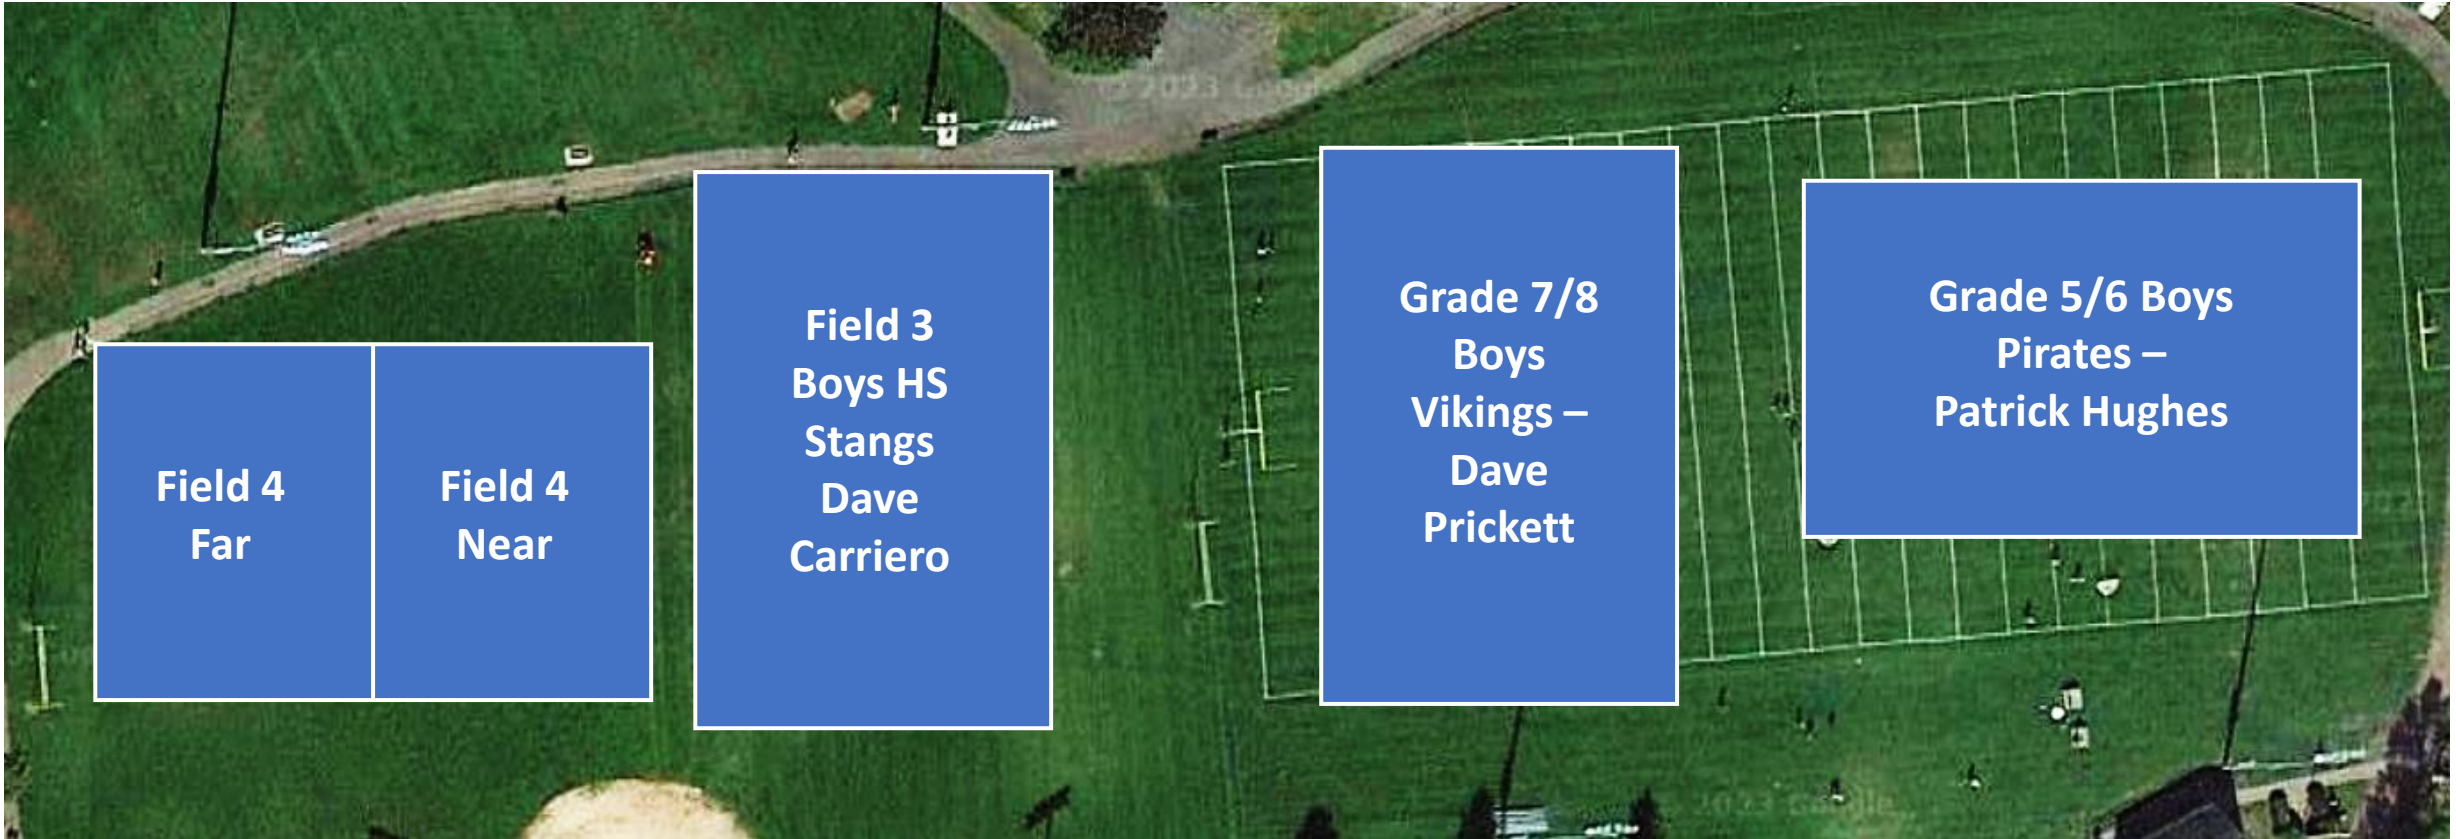 Field 4
Far
Field 4
Near
Field 3
Boys HS
Stangs
Dave
Carriero
Grade 7/8
Boys
Vikings –
Dave
Prickett
Grade 5/6 Boys
Pirates –
Patrick Hughes